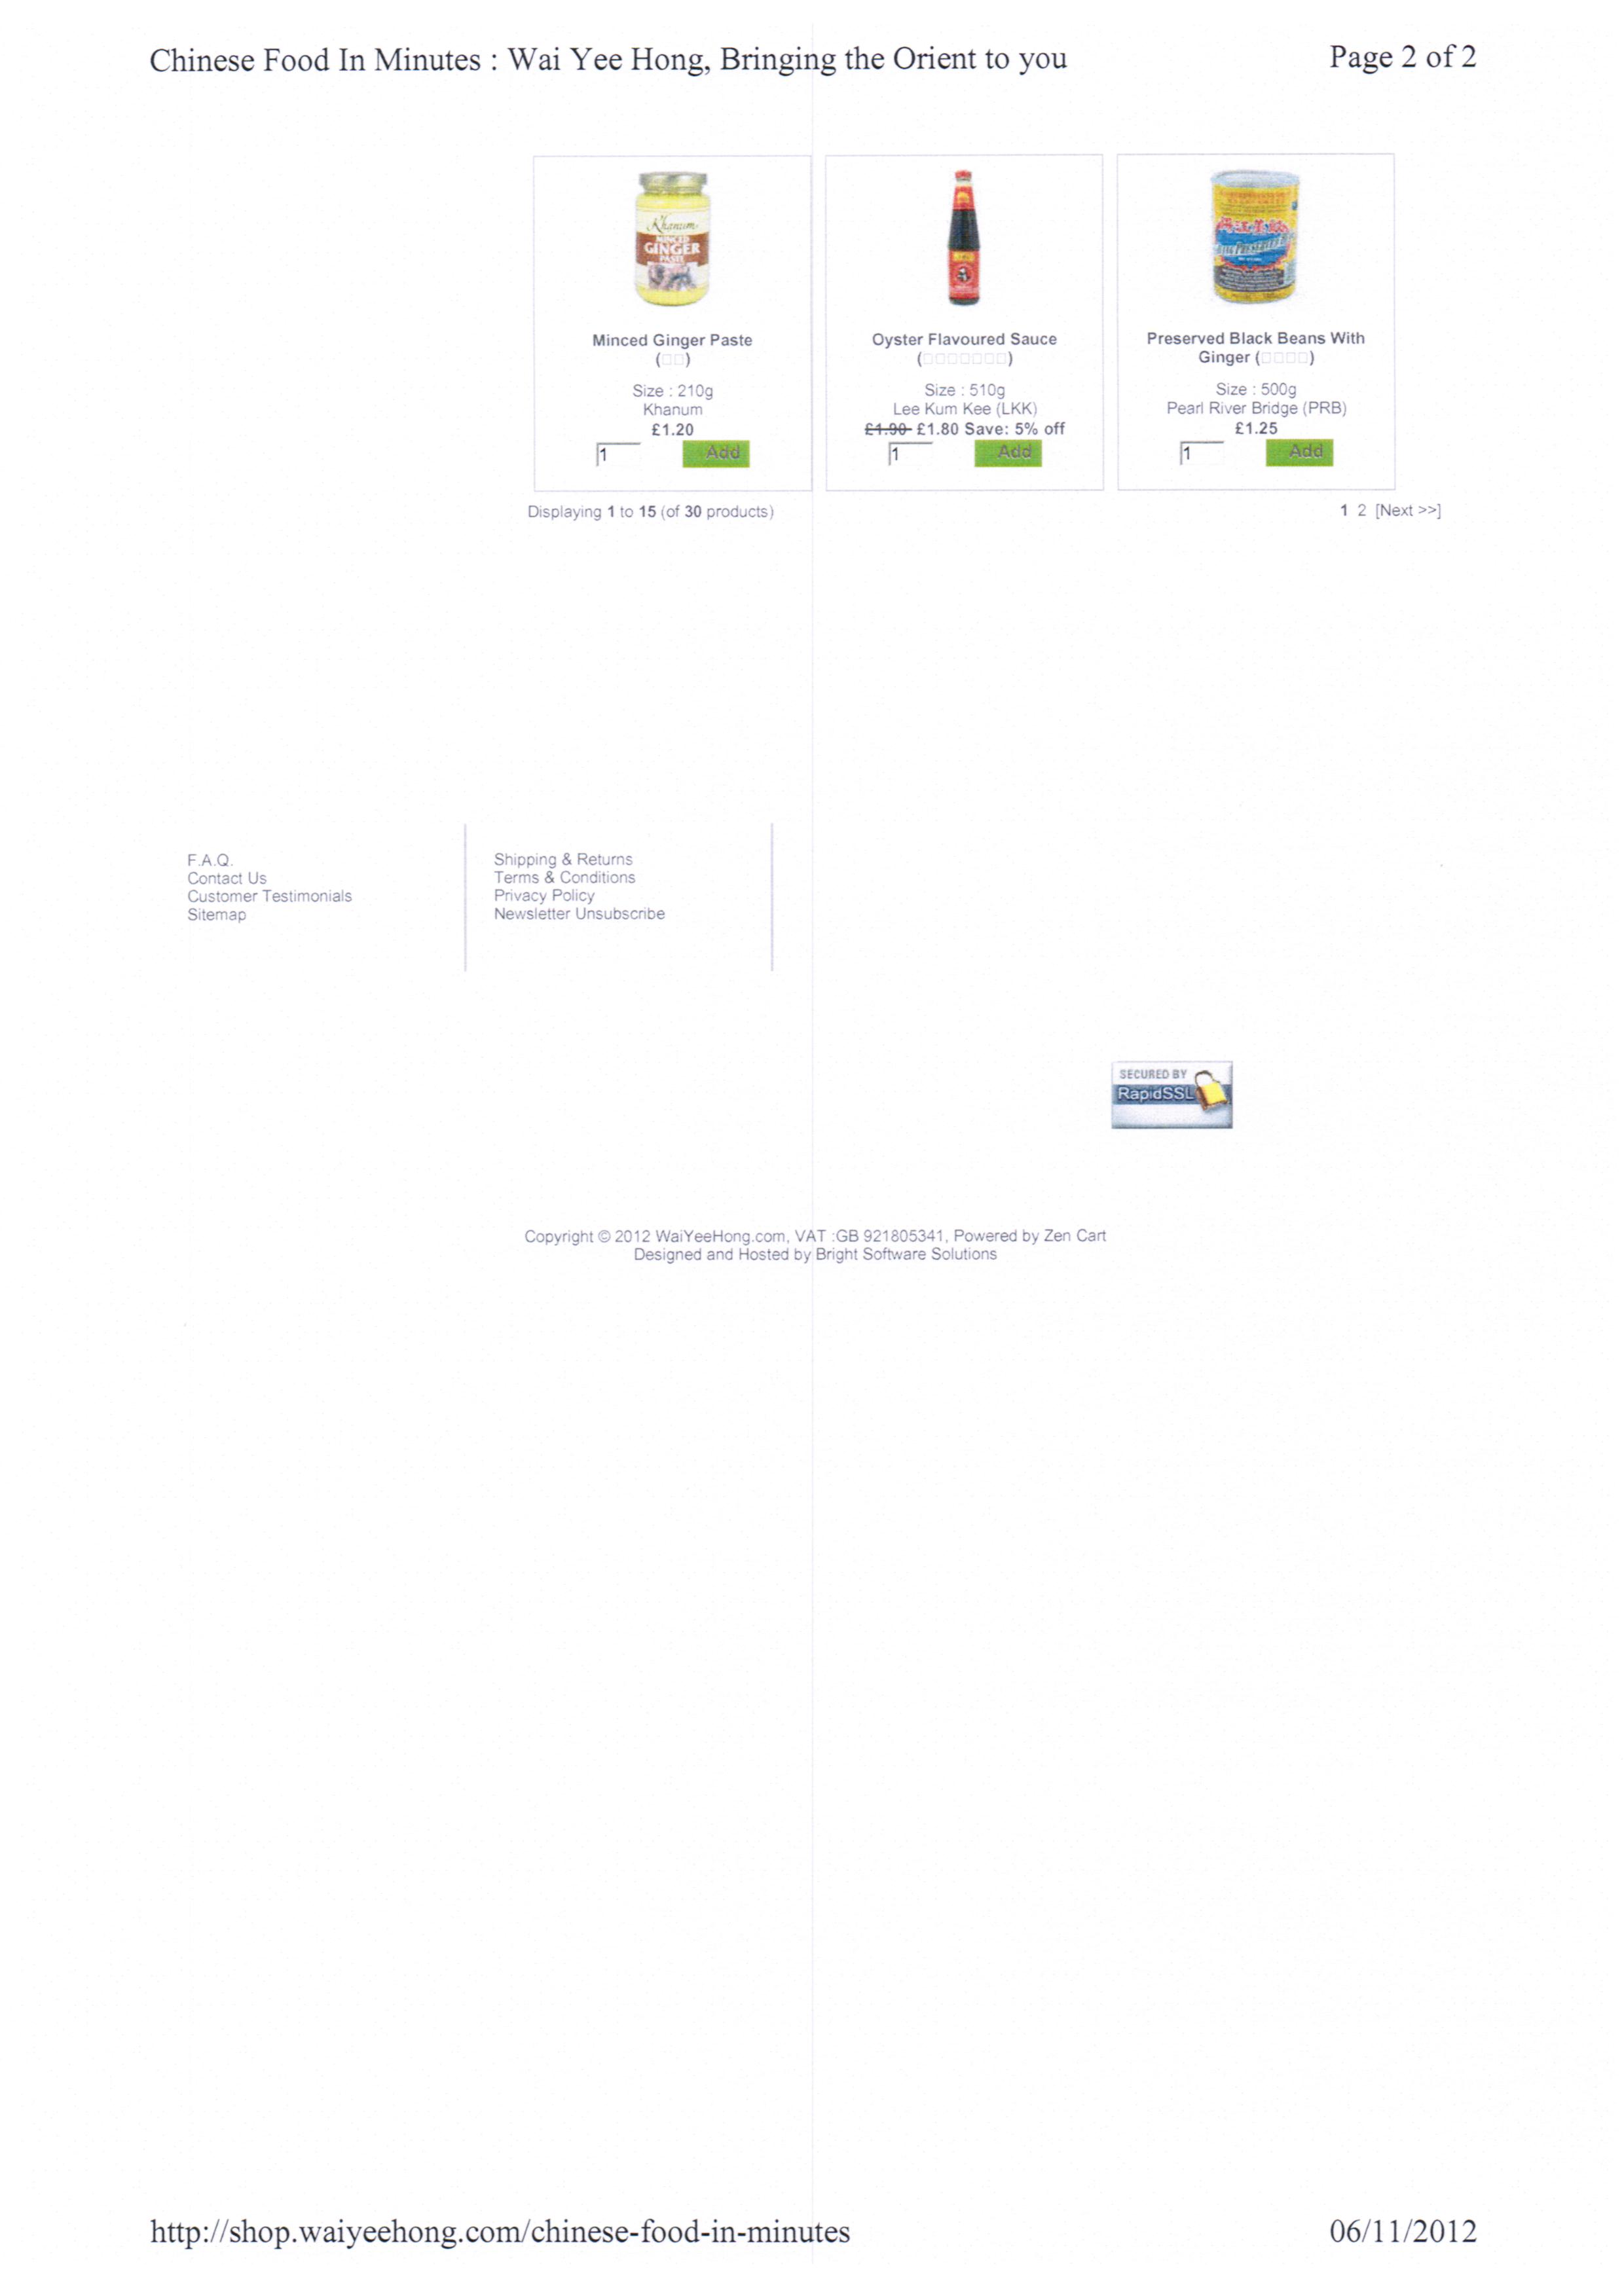 Chinese Food In Minutes : Wai Yee Hong, Bringing the Orient to you Page 2 of 2
Khanum
MINCED
GINGER
PASTE
Minced Ginger Paste
(□□)
Size : 210g
Khanum
£1.20
1 Add
Oyster Flavoured Sauce
(□□□□□□□)
Size : 510g
Lee Kum Kee (LKK)
£1.90 £1.80 Save: 5% off
1 Add
Preserved Black Beans With
Ginger (□□□□)
Size : 500g
Pearl River Bridge (PRB)
£1.25
1 Add
Displaying 1 to 15 (of 30 products) 1 2 [Next >>]
F.A.Q.
Contact Us
Customer Testimonials
Sitemap
Shipping & Returns
Terms & Conditions
Privacy Policy
Newsletter Unsubscribe
SECURED BY
RapidSSL
Copyright © 2012 WaiYeeHong.com, VAT :GB 921805341, Powered by Zen Cart
Designed and Hosted by Bright Software Solutions
http://shop.waiyeehong.com/chinese-food-in-minutes 06/11/2012